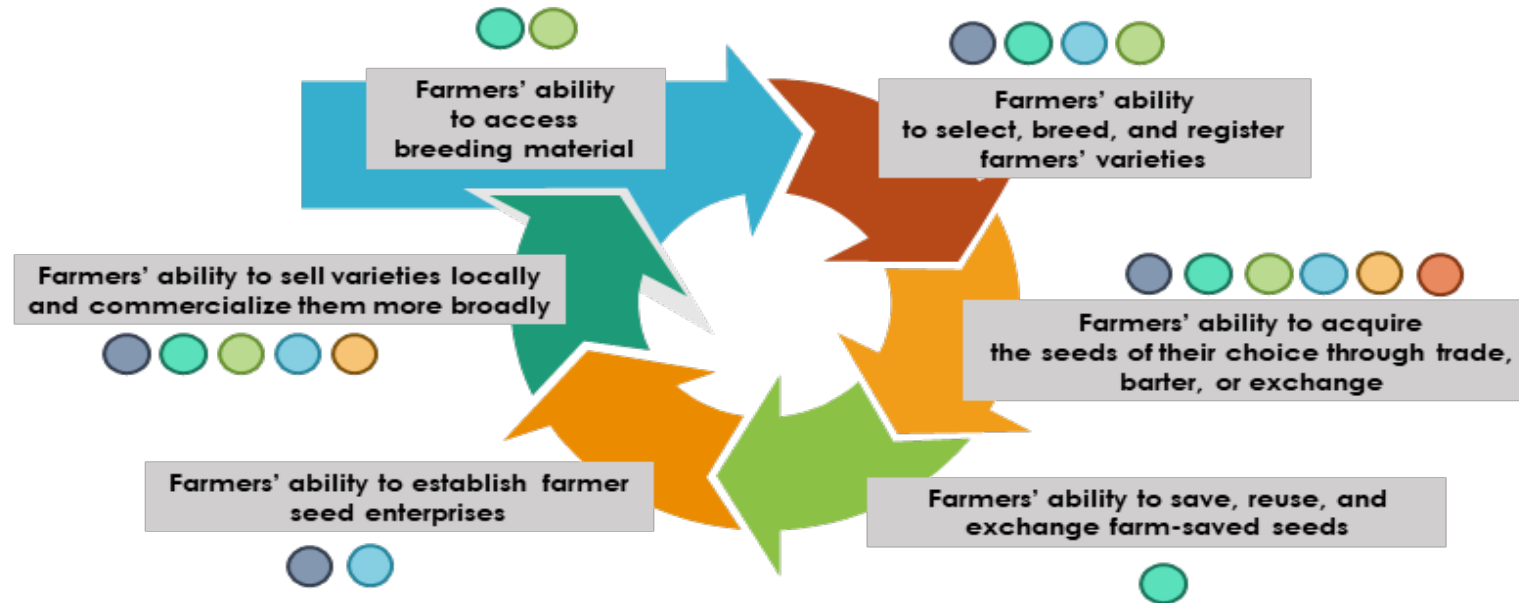 Farmers’ ability
to access
breeding material
Farmers’ ability
to select, breed, and register
farmers’ varieties
Farmers’ ability to acquire
the seeds of their choice through trade,
barter, or exchange
Farmers’ ability to save, reuse, and
exchange farm-saved seeds
Farmers’ ability to establish farmer
seed enterprises
Farmers’ ability to sell varieties locally
and commercialize them more broadly